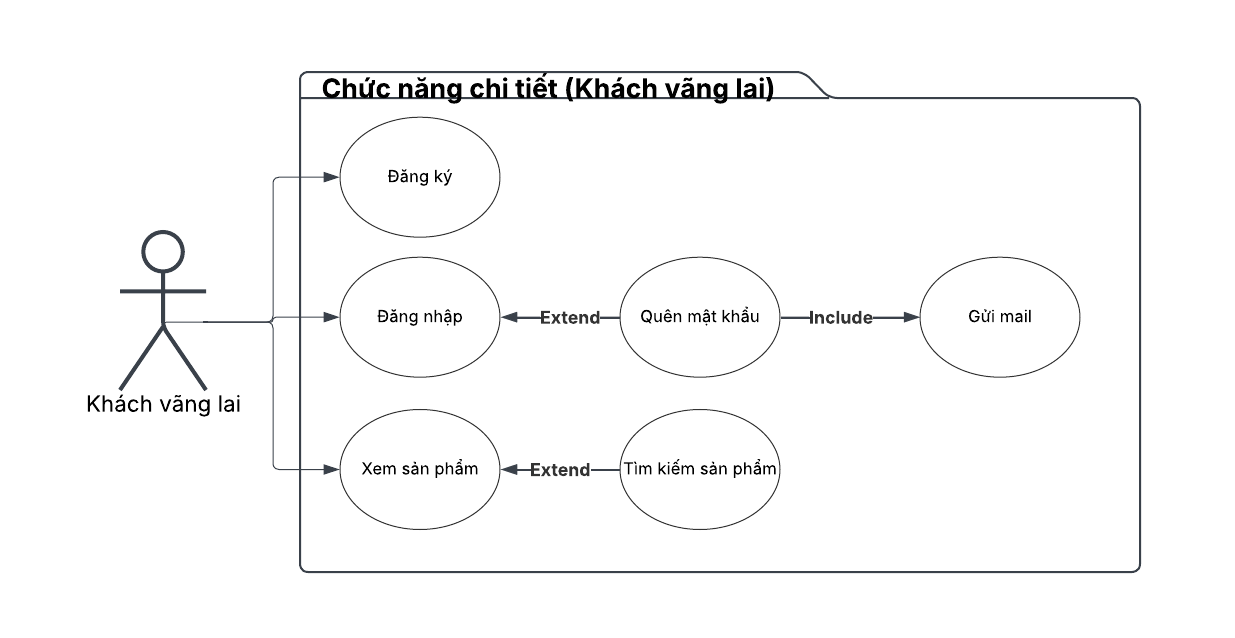 Chức năng chi tiết (Khách vãng lai)
Đăng ký
Đăng nhập
Extend
Quên mật khẩu
Include
Gửi mail
Khách vãng lai
Xem sản phẩm
Extend
Tìm kiếm sản phẩm